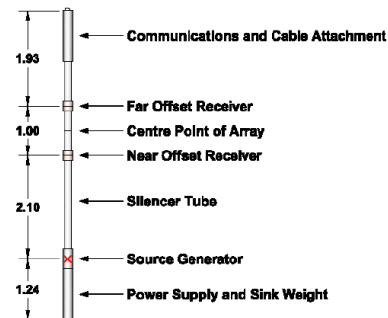 Communications and Cable Attachment
1.93
Far Offset Receiver
1.00
Centre Point of Array
Near Offset Receiver
2.10
Silencer Tube
Source Generator
1.24
Power Supply and Sink Weight